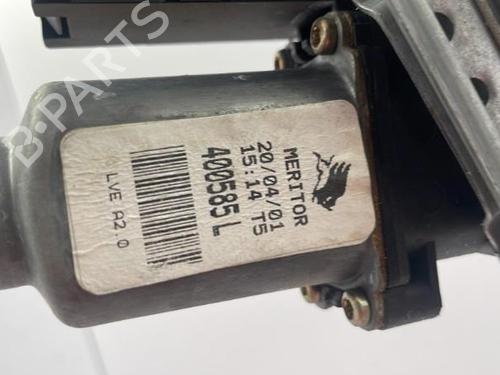 B-PARTS
MERITOR
20/04/01
15:14 T5
400585 L
LVE A2.0